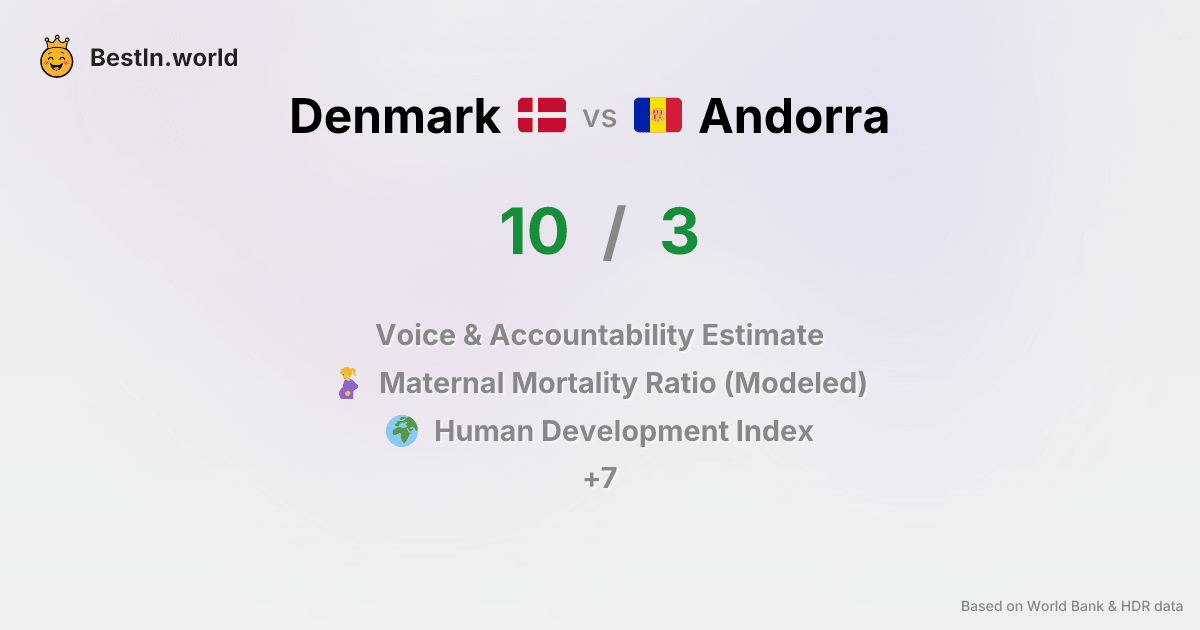 BestIn.world
Denmark vs Andorra
10 / 3
Voice & Accountability Estimate
Maternal Mortality Ratio (Modeled)
Human Development Index
+7
Based on World Bank & HDR data